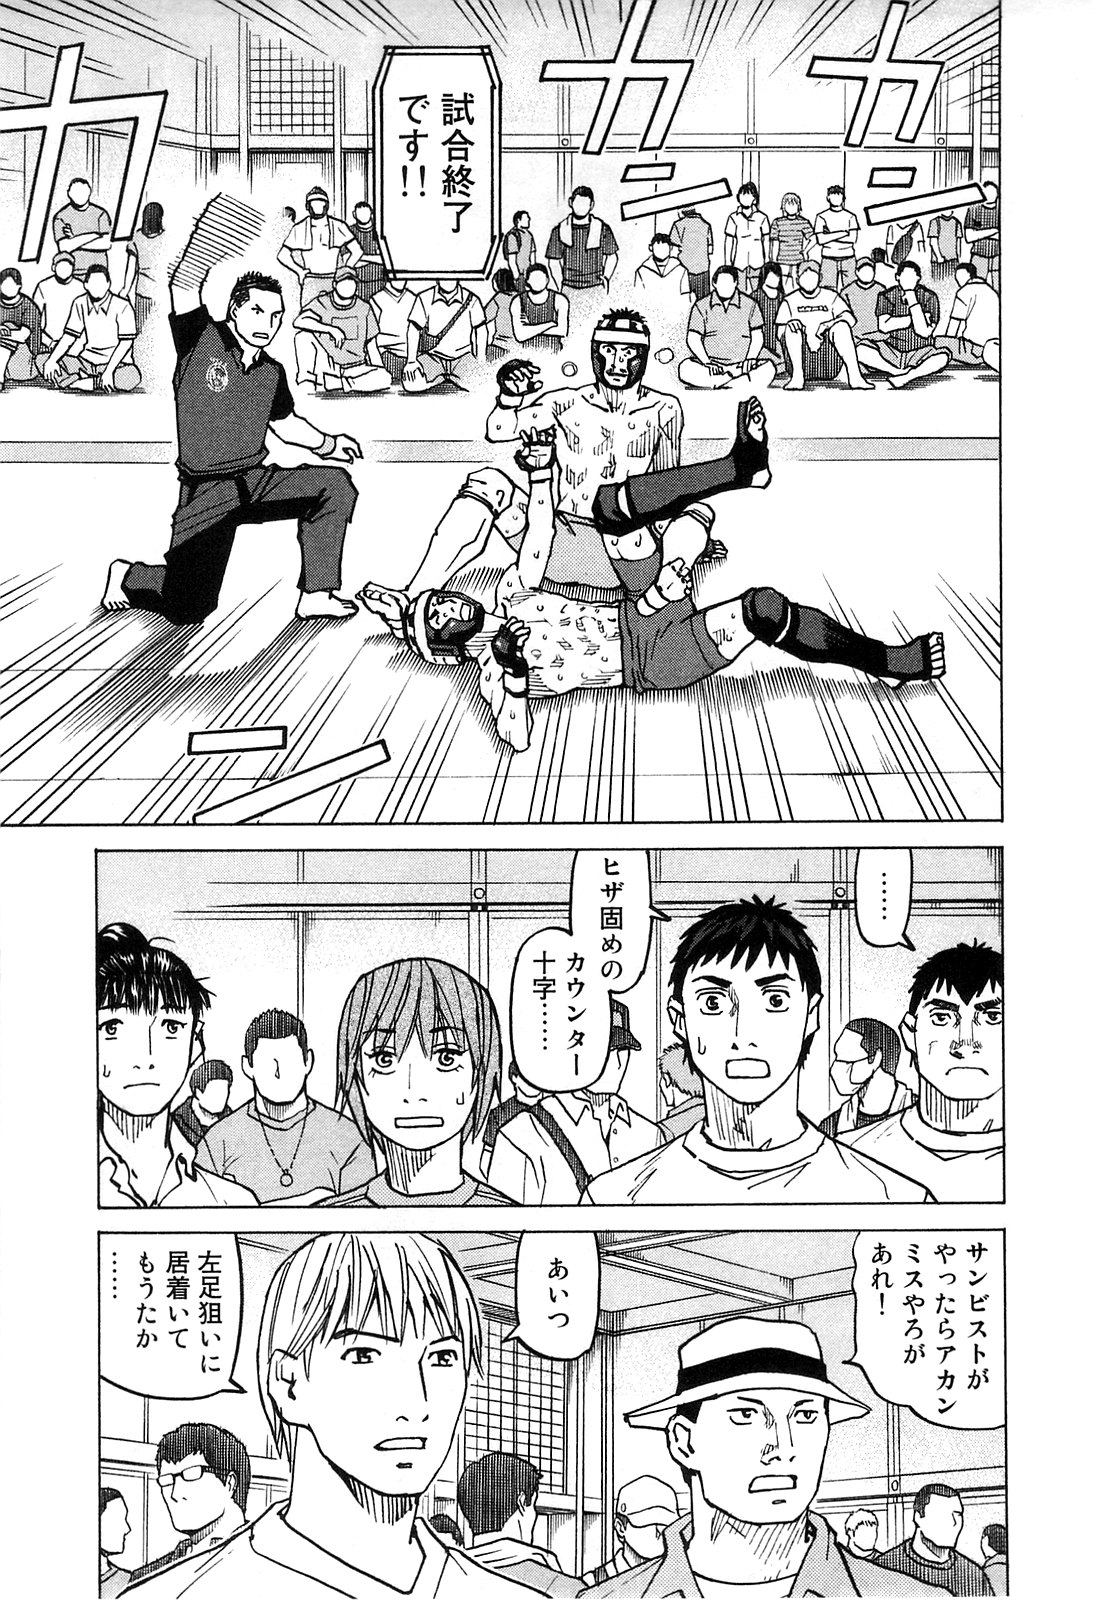 カンカンカン
試合終了
です!!
………
ヒザ固めの
カウンター
十字……
サンビストが
やったらアカン
ミスやろが
あれ!
あいつ
左足狙いに
居着いて
もうたか
……